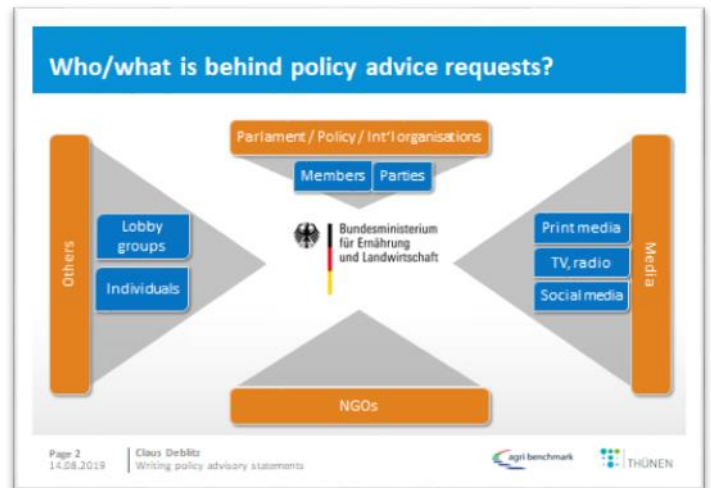 Who/what is behind policy advice requests?
Parlament / Policy / Int'l organisations
Members
Parties
Others
Lobby
groups
Individuals
Bundesministerium
für Ernährung
und Landwirtschaft
Print media
TV, radio
Social media
Media
NGOs
Page 2
14.08.2019
Claus Deblitz
Writing policy advisory statements
agri benchmark
THÜNEN